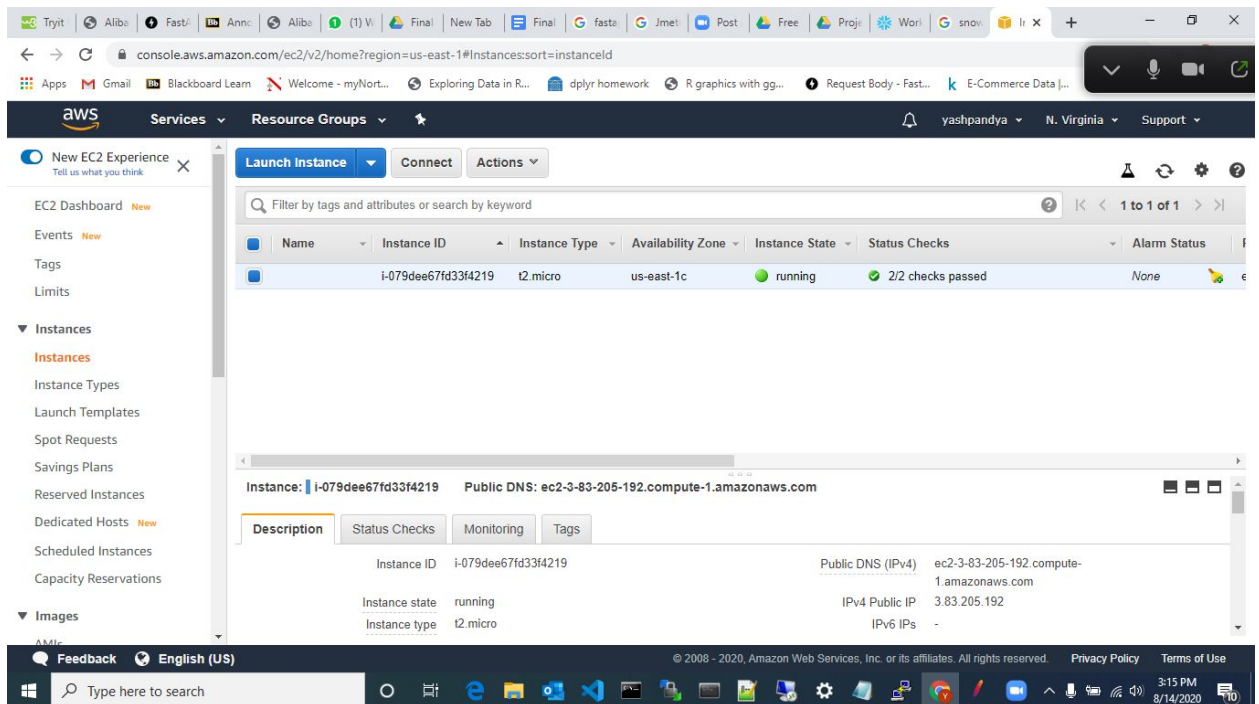 Tryit Aliba FastA Annc Aliba (1) W Final New Tab Final fasta Jmet Post Free Proje Work snow Ir
console.aws.amazon.com/ec2/v2/home?region=us-east-1#Instances:sort=instanceId
Apps Gmail Bb Blackboard Learn Welcome - myNort... Exploring Data in R... dplyr homework R graphics with gg... Request Body - Fast... E-Commerce Data |...
aws Services Resource Groups yashpandya N. Virginia Support
New EC2 Experience
Tell us what you think
Launch Instance Connect Actions
EC2 Dashboard New
Events New
Tags
Limits
Instances
Instances
Instance Types
Launch Templates
Spot Requests
Savings Plans
Reserved Instances
Dedicated Hosts New
Scheduled Instances
Capacity Reservations
Images
AMIs
Filter by tags and attributes or search by keyword 1 to 1 of 1
Name Instance ID Instance Type Availability Zone Instance State Status Checks Alarm Status
i-079dee67fd33f4219 t2.micro us-east-1c running 2/2 checks passed None
Instance: i-079dee67fd33f4219 Public DNS: ec2-3-83-205-192.compute-1.amazonaws.com
Description Status Checks Monitoring Tags
Instance ID i-079dee67fd33f4219 Public DNS (IPv4) ec2-3-83-205-192.compute-
1.amazonaws.com
Instance state running IPv4 Public IP 3.83.205.192
Instance type t2.micro IPv6 IPs -
Feedback English (US) © 2008 - 2020, Amazon Web Services, Inc. or its affiliates. All rights reserved. Privacy Policy Terms of Use
Type here to search 3:15 PM
8/14/2020